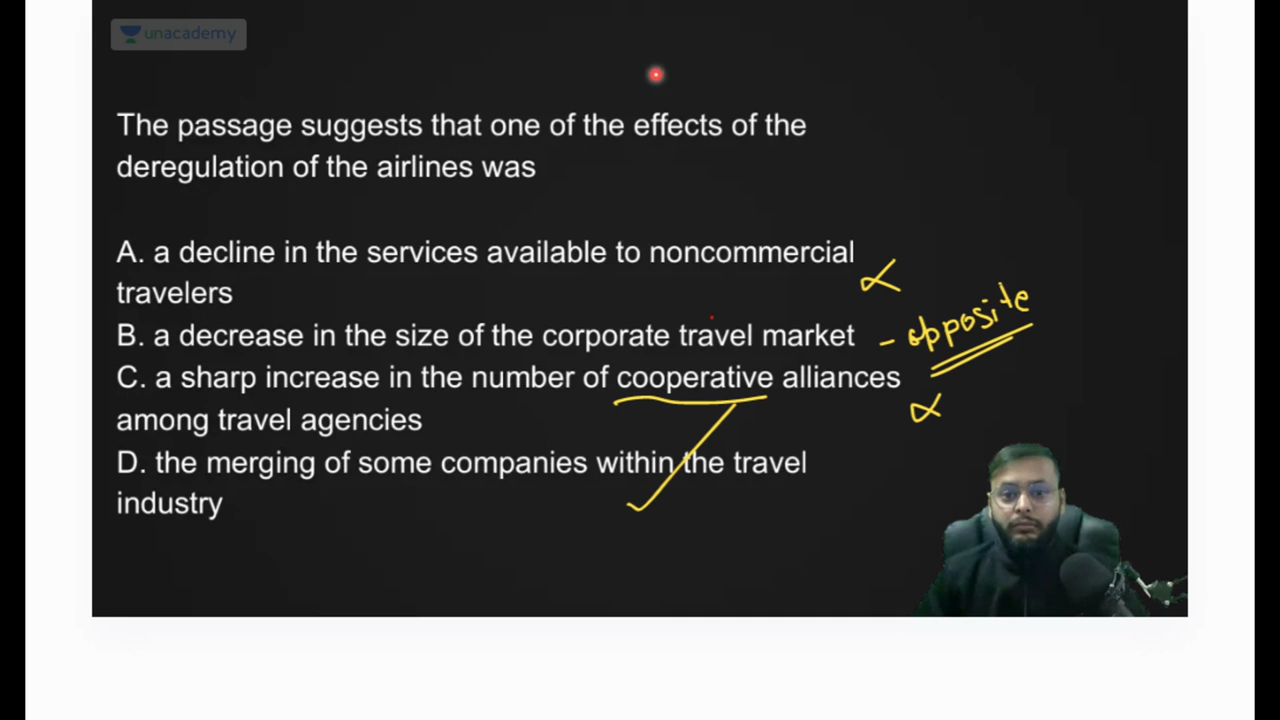 unacademy
The passage suggests that one of the effects of the
deregulation of the airlines was
A. a decline in the services available to noncommercial
travelers
B. a decrease in the size of the corporate travel market - opposite
C. a sharp increase in the number of cooperative alliances
among travel agencies
D. the merging of some companies within the travel
industry